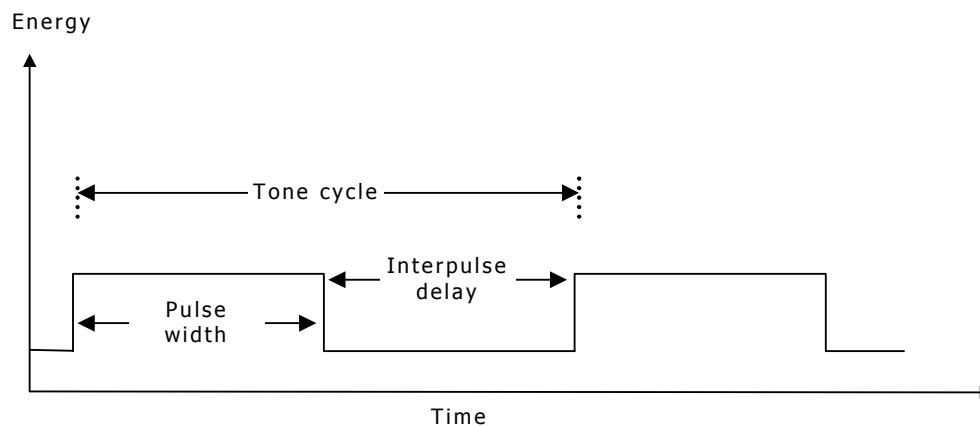 Energy
Tone cycle
Interpulse
delay
Pulse
width
Time